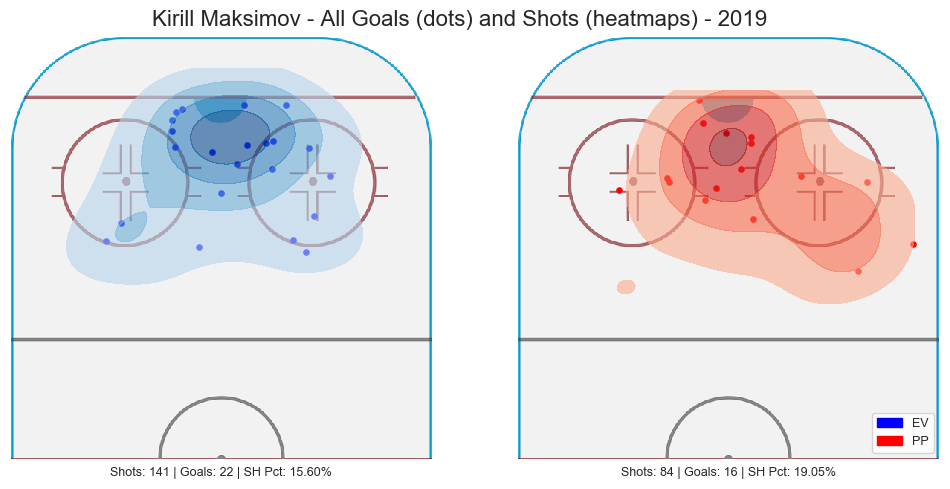 Kirill Maksimov - All Goals (dots) and Shots (heatmaps) - 2019
EV
PP
Shots: 141 | Goals: 22 | SH Pct: 15.60%
Shots: 84 | Goals: 16 | SH Pct: 19.05%